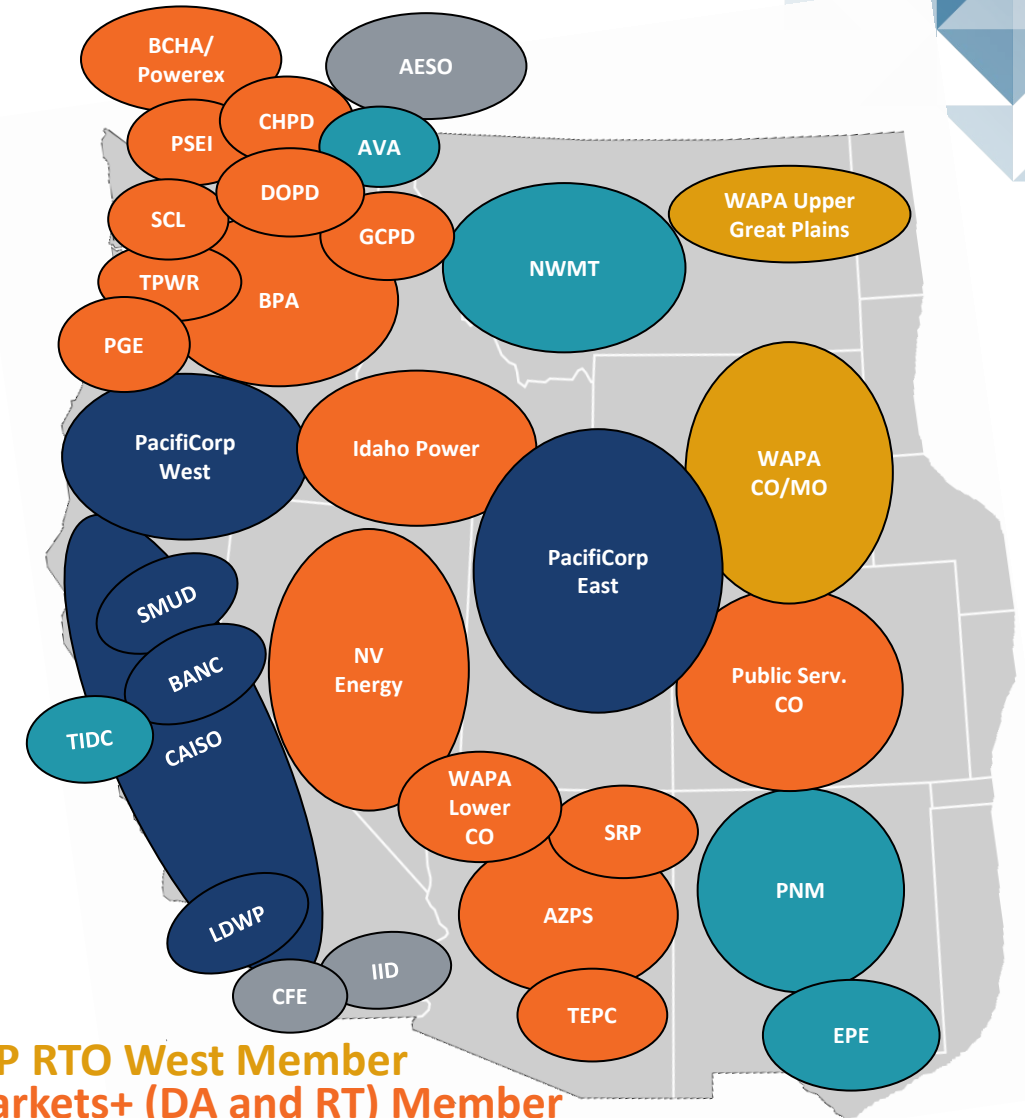 BCHA/
Powerex
AESO
CHPD
PSEI
AVA
DOPD
WAPA Upper
Great Plains
SCL
GCPD
NWMT
TPWR
BPA
PGE
PacifiCorp
West
Idaho Power
WAPA
CO/MO
PacifiCorp
East
SMUD
BANC
NV
Energy
Public Serv.
CO
TIDC
CAISO
WAPA
Lower
CO
SRP
PNM
AZPS
LDWP
IID
CFE
TEPC
EPE
P RTO West Member
arkets+ (DA and RT) Member